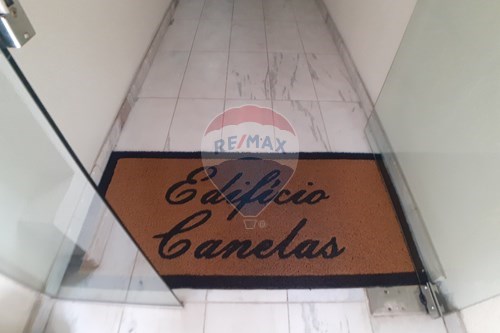 RE/MAX
Edifício
Canelas